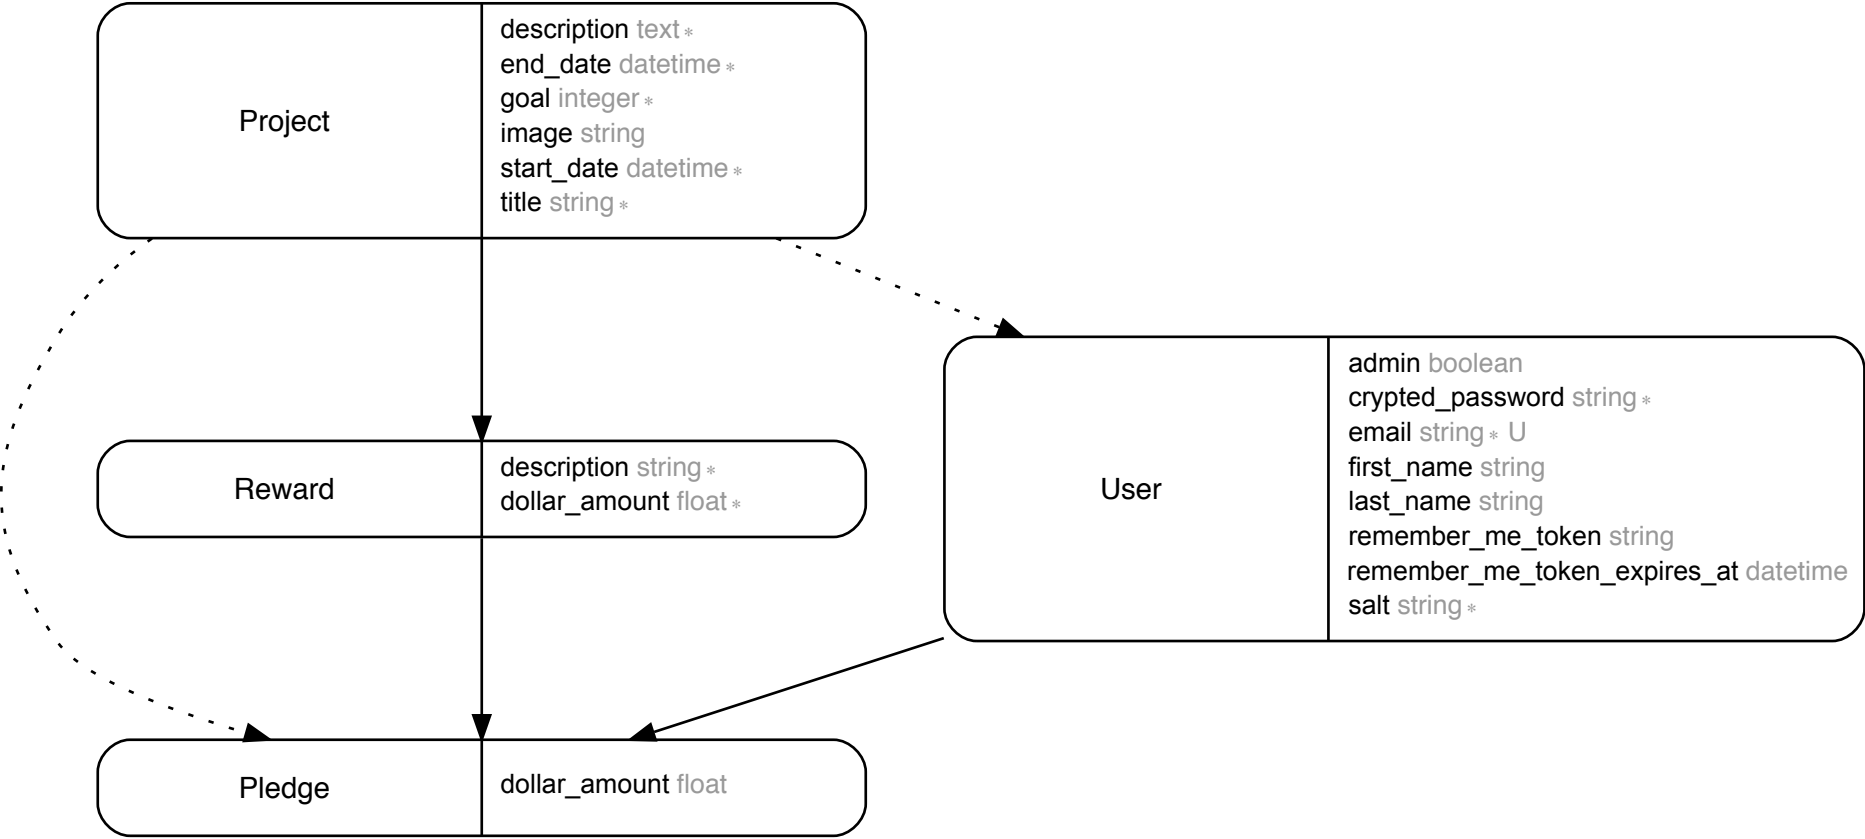 Project
description text *
end_date datetime *
goal integer *
image string
start_date datetime *
title string *
Reward
description string *
dollar_amount float *
User
admin boolean
crypted_password string *
email string * U
first_name string
last_name string
remember_me_token string
remember_me_token_expires_at datetime
salt string *
Pledge
dollar_amount float